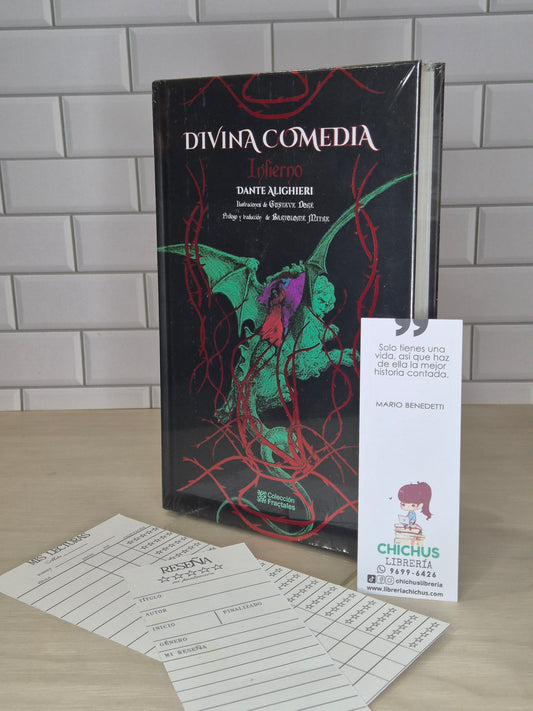 DIVINA COMEDIA
Infierno
DANTE ALIGHIERI
Ilustraciones de GUSTAVE DORÉ
Prólogo y traducción de BARTOLOMÉ MITRE
Colección
Fractales
”
Solo tienes una
vida, así que haz
de ella la mejor
historia contada.
MARIO BENEDETTI
CHICHUS
LIBRERÍA
9699-6426
chichuslibreria
www.libreriachichus.com
MIS LECTURAS
RESEÑA
TÍTULO
AUTOR
INICIO
FINALIZADO
GÉNERO
MI RESEÑA